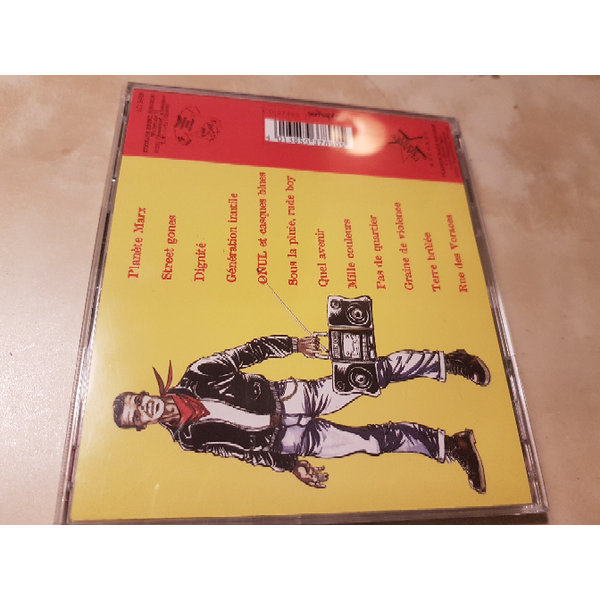 Planète Marx
Street gones
Dignité
Génération inutile
ONUL et casques blues
Sous la pluie, rude boy
Quel avenir
Mille couleurs
Pas de quartier
Graine de violence
Terre brûlée
Rue des Voraces